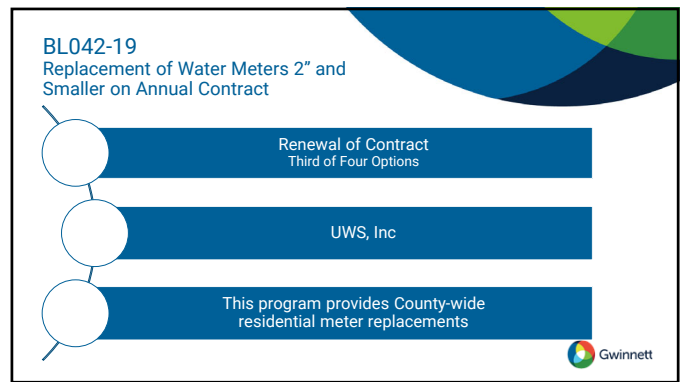 BL042-19
Replacement of Water Meters 2” and
Smaller on Annual Contract
Renewal of Contract
Third of Four Options
UWS, Inc
This program provides County-wide
residential meter replacements
Gwinnett